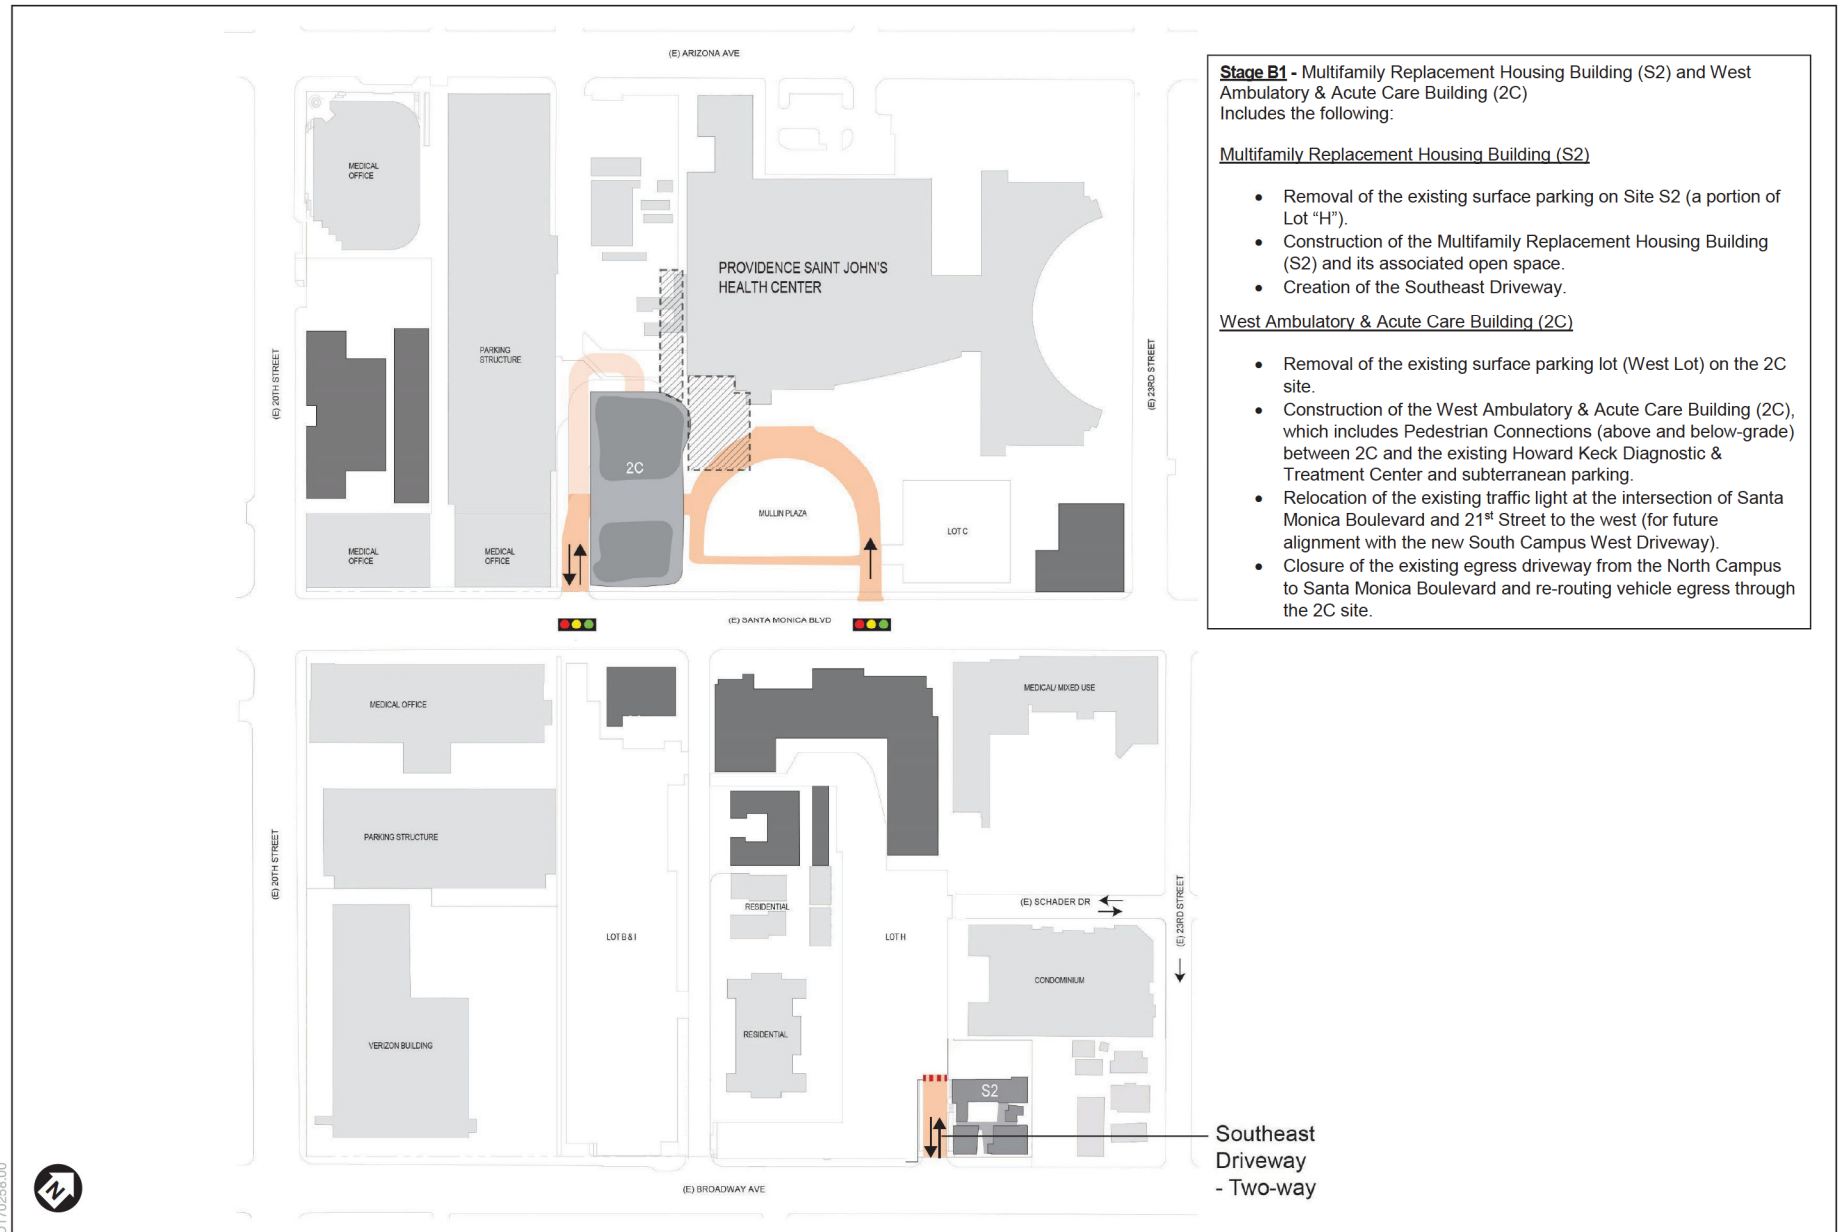 (E) ARIZONA AVE
Stage B1 - Multifamily Replacement Housing Building (S2) and West
Ambulatory & Acute Care Building (2C)
Includes the following:
Multifamily Replacement Housing Building (S2)
• Removal of the existing surface parking on Site S2 (a portion of
Lot “H”).
• Construction of the Multifamily Replacement Housing Building
(S2) and its associated open space.
• Creation of the Southeast Driveway.
West Ambulatory & Acute Care Building (2C)
• Removal of the existing surface parking lot (West Lot) on the 2C
site.
• Construction of the West Ambulatory & Acute Care Building (2C),
which includes Pedestrian Connections (above and below-grade)
between 2C and the existing Howard Keck Diagnostic &
Treatment Center and subterranean parking.
• Relocation of the existing traffic light at the intersection of Santa
Monica Boulevard and 21st Street to the west (for future
alignment with the new South Campus West Driveway).
• Closure of the existing egress driveway from the North Campus
to Santa Monica Boulevard and re-routing vehicle egress through
the 2C site.
MEDICAL
OFFICE
PROVIDENCE SAINT JOHN'S
HEALTH CENTER
(E) 20TH STREET
PARKING
STRUCTURE
(E) 23RD STREET
2C
MULLIN PLAZA
LOT C
MEDICAL
OFFICE
MEDICAL
OFFICE
(E) SANTA MONICA BLVD
MEDICAL OFFICE
MEDICAL/ MIXED USE
PARKING STRUCTURE
(E) 20TH STREET
RESIDENTIAL
(E) SCHADER DR
(E) 23RD STREET
LOT B & I
LOT H
CONDOMINIUM
VERIZON BUILDING
RESIDENTIAL
S2
Southeast
Driveway
- Two-way
(E) BROADWAY AVE
N